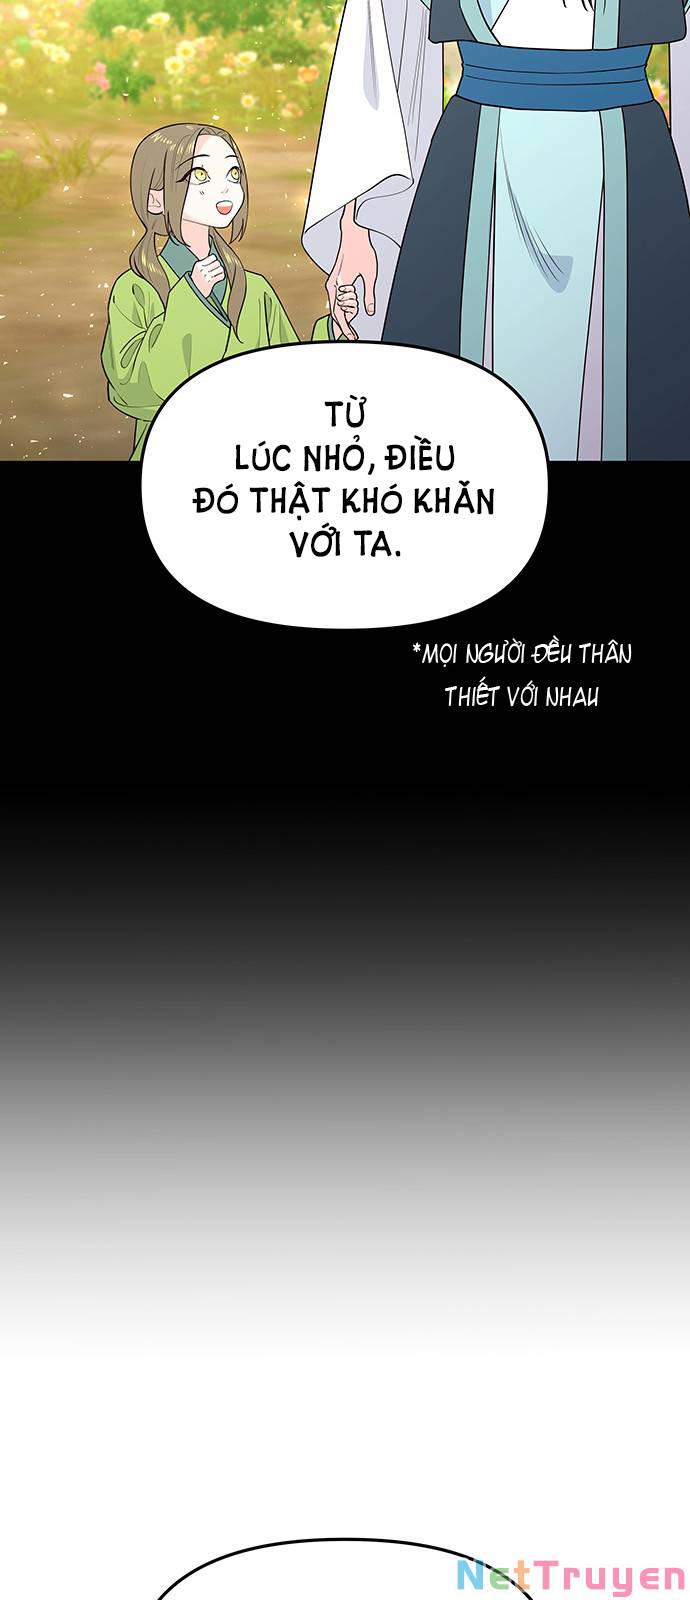 TỪ
LÚC NHỎ, ĐIỀU
ĐÓ THẬT KHÓ KHĂN
VỚI TA.
*MỌI NGƯỜI ĐỀU THÂN
THIẾT VỚI NHAU
NetTruyen